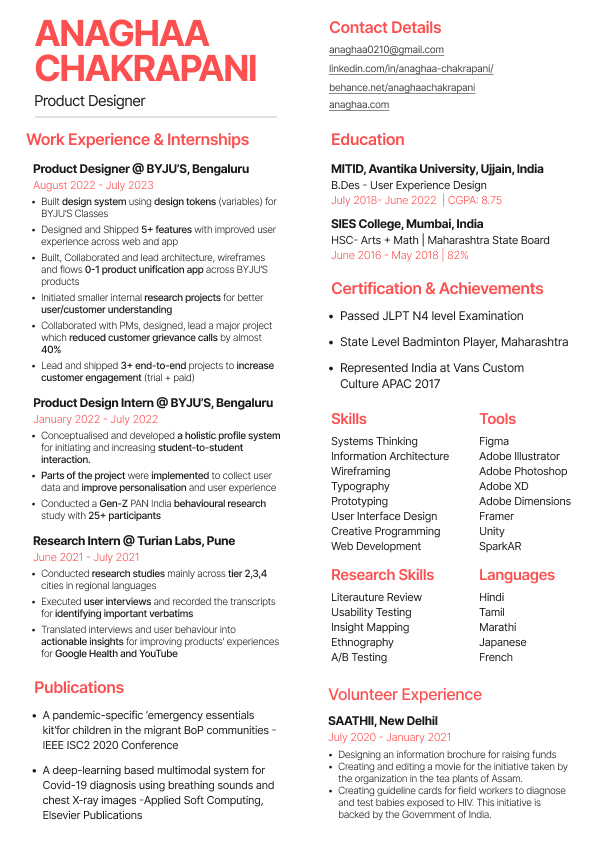 ANAGHAA
CHAKRAPANI
Product Designer
Work Experience & Internships
Product Designer @ BYJU'S, Bengaluru
August 2022 - July 2023
• Built design system using design tokens (variables) for
BYJU'S Classes
• Designed and Shipped 5+ features with improved user
experience across web and app
• Built, Collaborated and lead architecture, wireframes
and flows 0-1 product unification app across BYJU'S
products
• Initiated smaller internal research projects for better
user/customer understanding
• Collaborated with PMs, designed, lead a major project
which reduced customer grievance calls by almost
40%
• Lead and shipped 3+ end-to-end projects to increase
customer engagement (trial + paid)
Product Design Intern @ BYJU'S, Bengaluru
January 2022 - July 2022
• Conceptualised and developed a holistic profile system
for initiating and increasing student-to-student
interaction.
• Parts of the project were implemented to collect user
data and improve personalisation and user experience
• Conducted a Gen-Z PAN India behavioural research
study with 25+ participants
Research Intern @ Turian Labs, Pune
June 2021 - July 2021
• Conducted research studies mainly across tier 2,3,4
cities in regional languages
• Executed user interviews and recorded the transcripts
for identifying important verbatims
• Translated interviews and user behaviour into
actionable insights for improving products' experiences
for Google Health and YouTube
Publications
• A pandemic-specific 'emergency essentials
kit'for children in the migrant BoP communities -
IEEE ISC2 2020 Conference
• A deep-learning based multimodal system for
Covid-19 diagnosis using breathing sounds and
chest X-ray images -Applied Soft Computing,
Elsevier Publications
Contact Details
anaghaa0210@gmail.com
linkedin.com/in/anaghaa-chakrapani/
behance.net/anaghaachakrapani
anaghaa.com
Education
MITID, Avantika University, Ujjain, India
B.Des - User Experience Design
July 2018- June 2022 | CGPA: 8.75
SIES College, Mumbai, India
HSC- Arts + Math | Maharashtra State Board
June 2016 - May 2018 | 82%
Certification & Achievements
• Passed JLPT N4 level Examination
• State Level Badminton Player, Maharashtra
• Represented India at Vans Custom
Culture APAC 2017
Skills
Systems Thinking
Information Architecture
Wireframing
Typography
Prototyping
User Interface Design
Creative Programming
Web Development
Tools
Figma
Adobe Illustrator
Adobe Photoshop
Adobe XD
Adobe Dimensions
Framer
Unity
SparkAR
Research Skills
Literauture Review
Usability Testing
Insight Mapping
Ethnography
A/B Testing
Languages
Hindi
Tamil
Marathi
Japanese
French
Volunteer Experience
SAATHII, New Delhil
July 2020 - January 2021
• Designing an information brochure for raising funds
• Creating and editing a movie for the initiative taken by
the organization in the tea plants of Assam.
• Creating guideline cards for field workers to diagnose
and test babies exposed to HIV. This initiative is
backed by the Government of India.